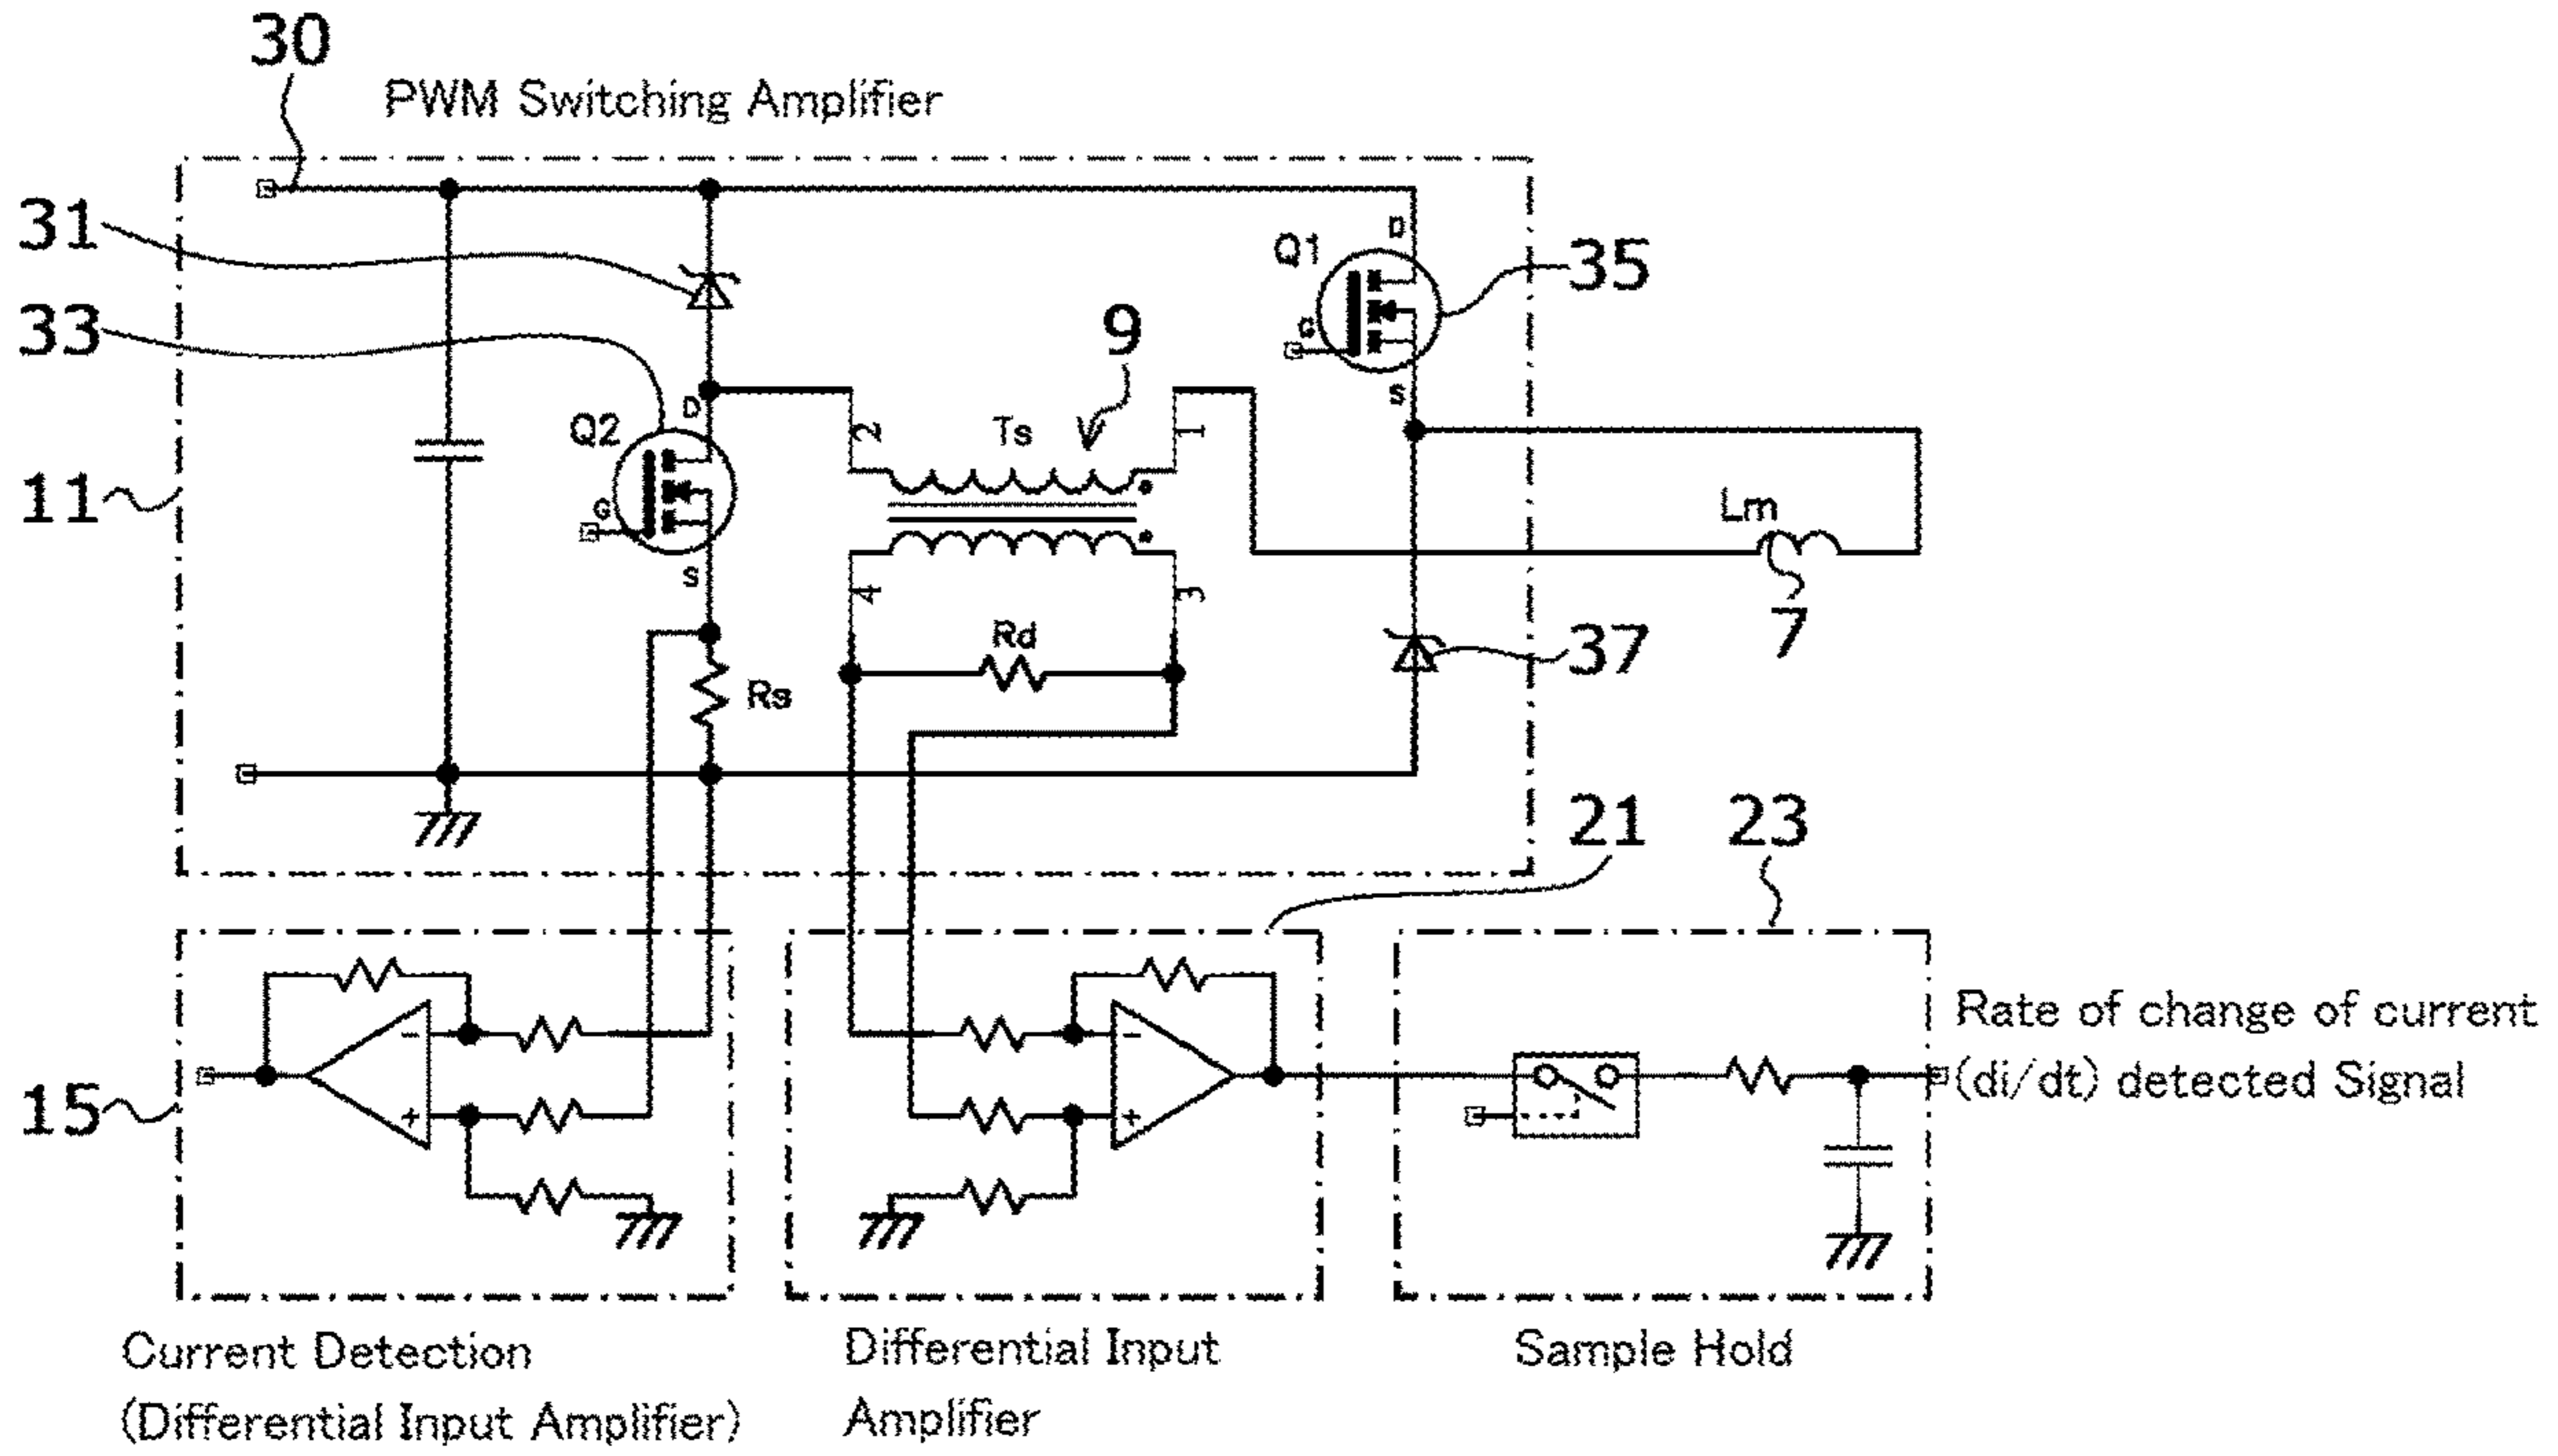 30
PWM Switching Amplifier
31
D
Q1
35
33
G
9
S
D
Q2
2
Ts
1
11
G
Lm
S
4
3
Rd
7
37
Rs
21
23
−
−
Rate of change of current
(di/dt) detected Signal
15
+
+
Current Detection
(Differential Input Amplifier)
Differential Input
Amplifier
Sample Hold